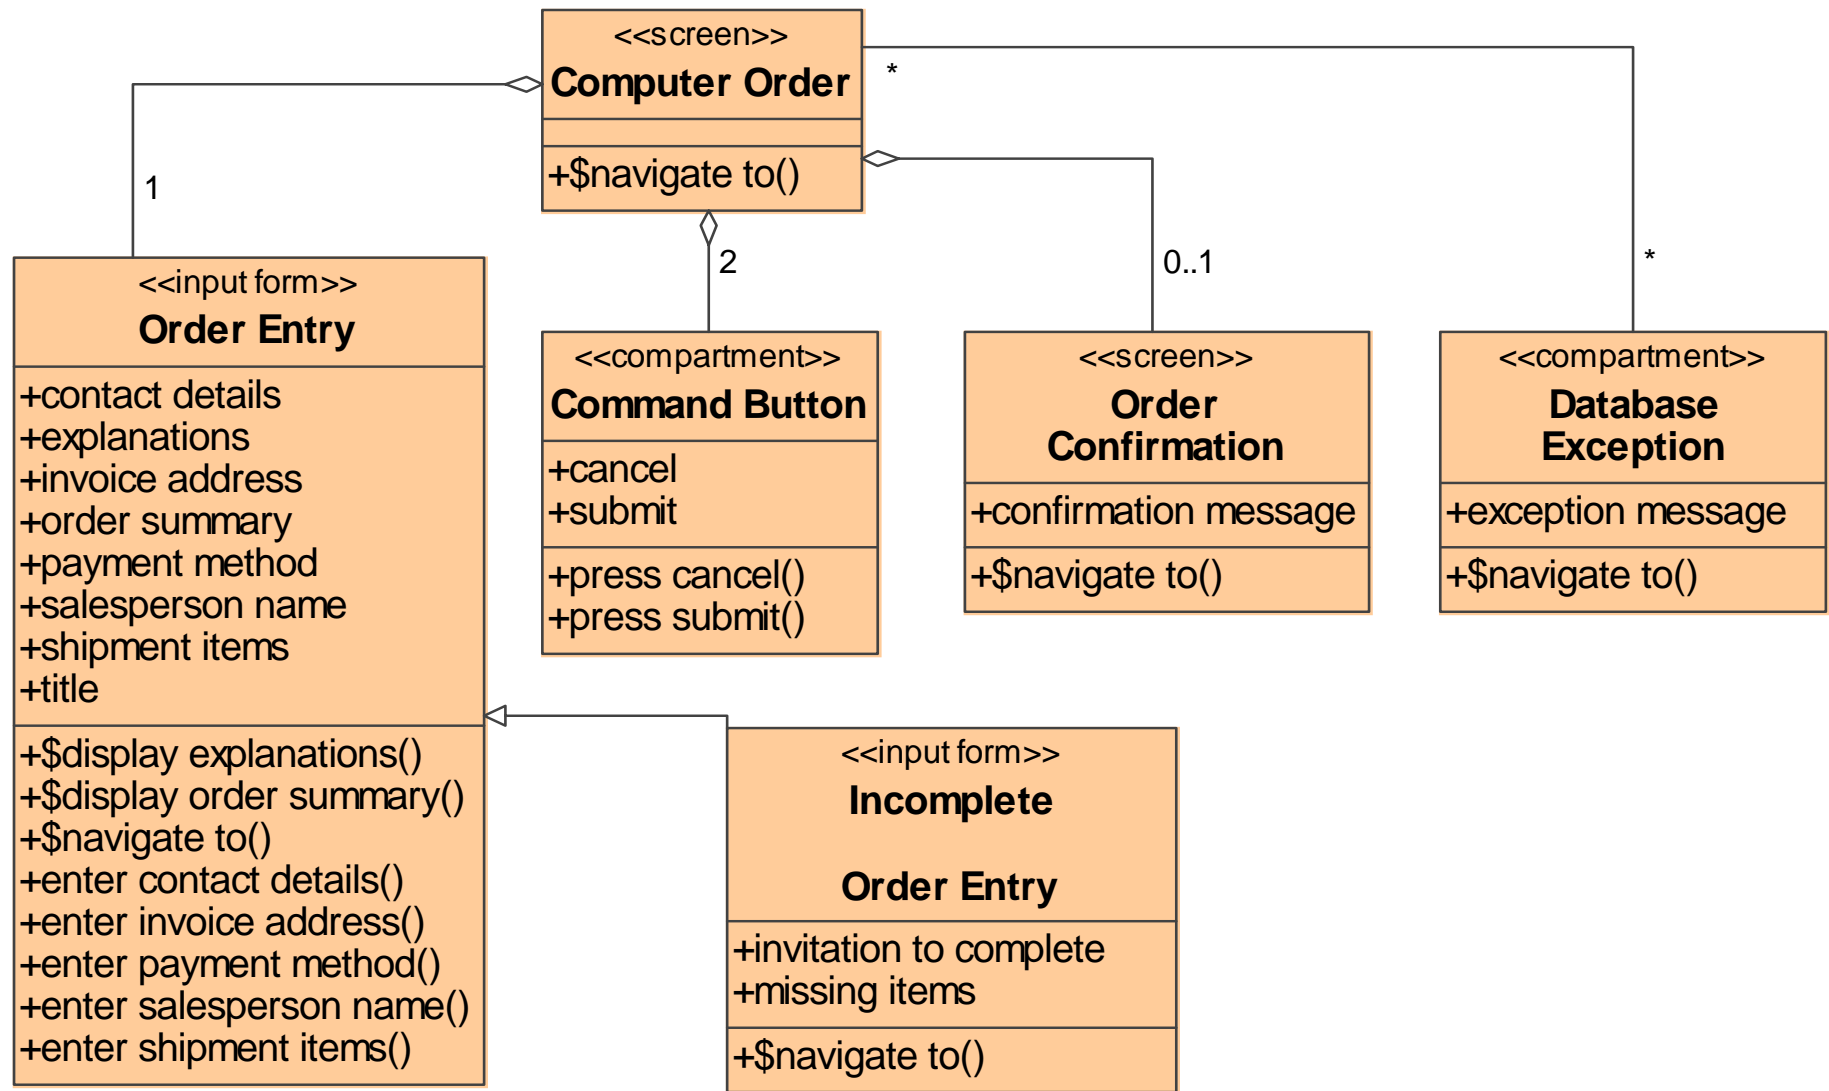 <<screen>>
Computer Order
+$navigate to()
*
1
2
0..1
*
<<input form>>
Order Entry
+contact details
+explanations
+invoice address
+order summary
+payment method
+salesperson name
+shipment items
+title
+$display explanations()
+$display order summary()
+$navigate to()
+enter contact details()
+enter invoice address()
+enter payment method()
+enter salesperson name()
+enter shipment items()
<<compartment>>
Command Button
+cancel
+submit
+press cancel()
+press submit()
<<screen>>
Order
Confirmation
+confirmation message
+$navigate to()
<<compartment>>
Database
Exception
+exception message
+$navigate to()
<<input form>>
Incomplete
Order Entry
+invitation to complete
+missing items
+$navigate to()